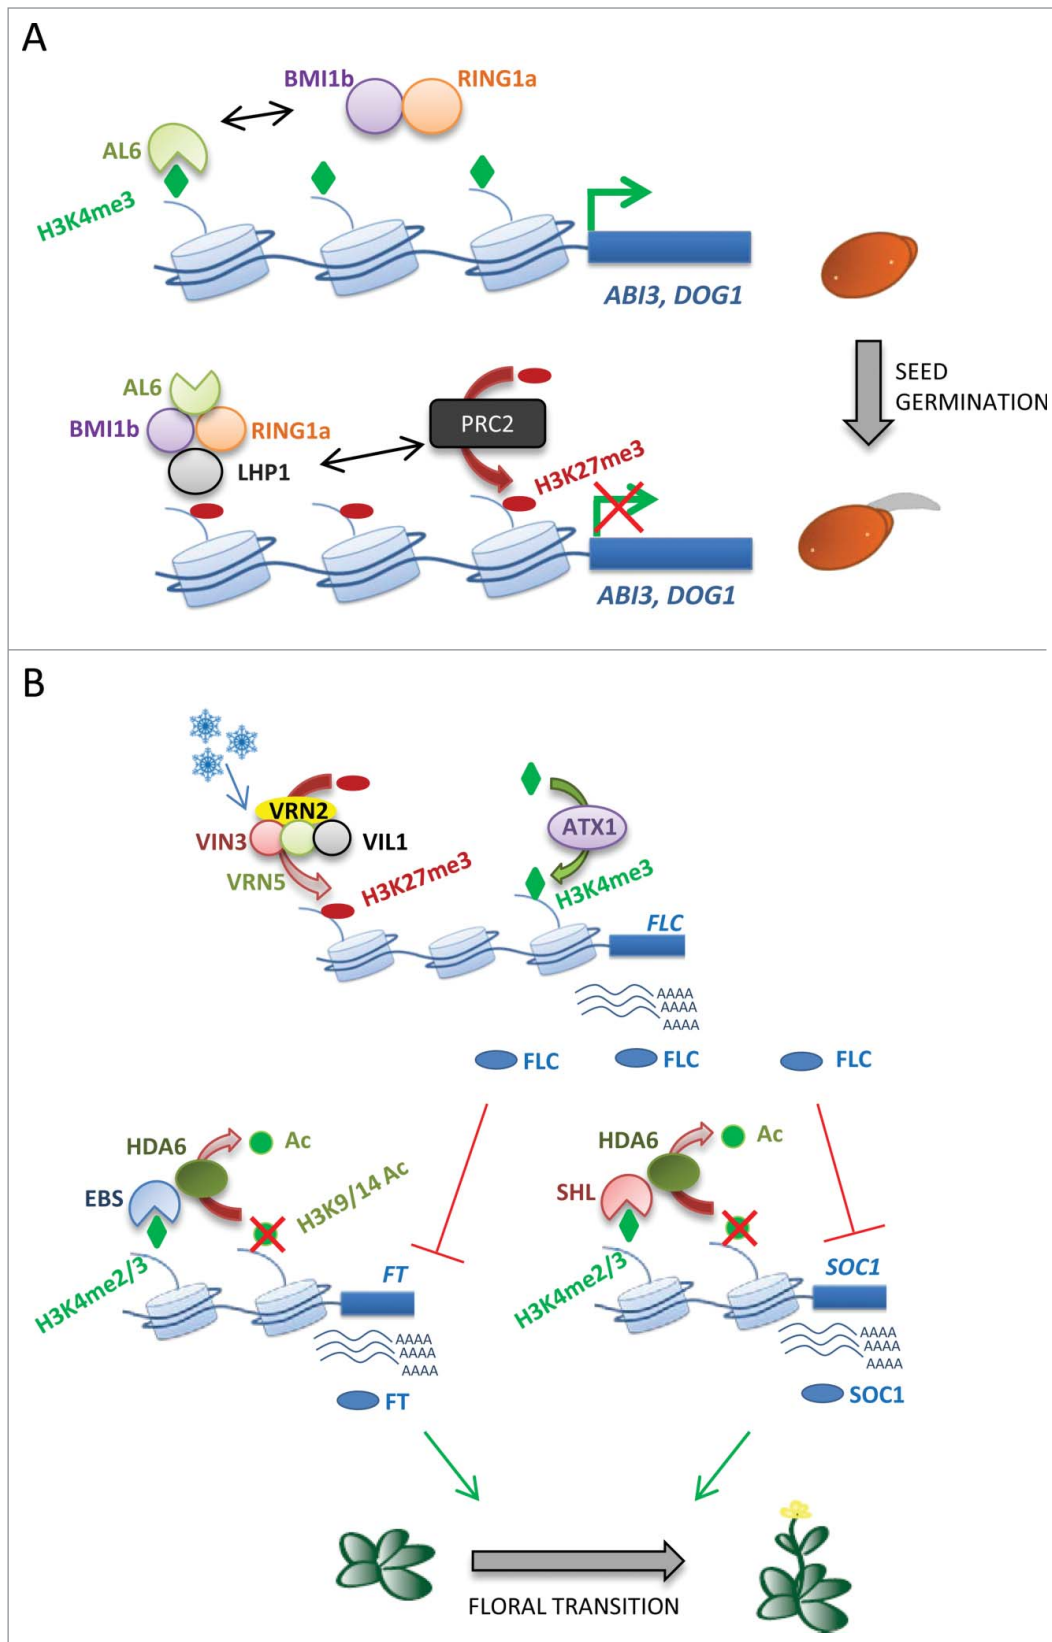 A
BMI1b
RING1a
AL6
H3K4me3
ABI3, DOG1
SEED
GERMINATION
AL6
BMI1b
RING1a
LHP1
PRC2
H3K27me3
ABI3, DOG1
B
VRN2
VIN3
VIL1
VRN5
H3K27me3
ATX1
H3K4me3
FLC
AAAA
AAAA
AAAA
FLC
FLC
FLC
HDA6
Ac
EBS
H3K9/14 Ac
H3K4me2/3
FT
AAAA
AAAA
AAAA
FT
HDA6
Ac
SHL
H3K4me2/3
SOC1
AAAA
AAAA
AAAA
SOC1
FLORAL TRANSITION